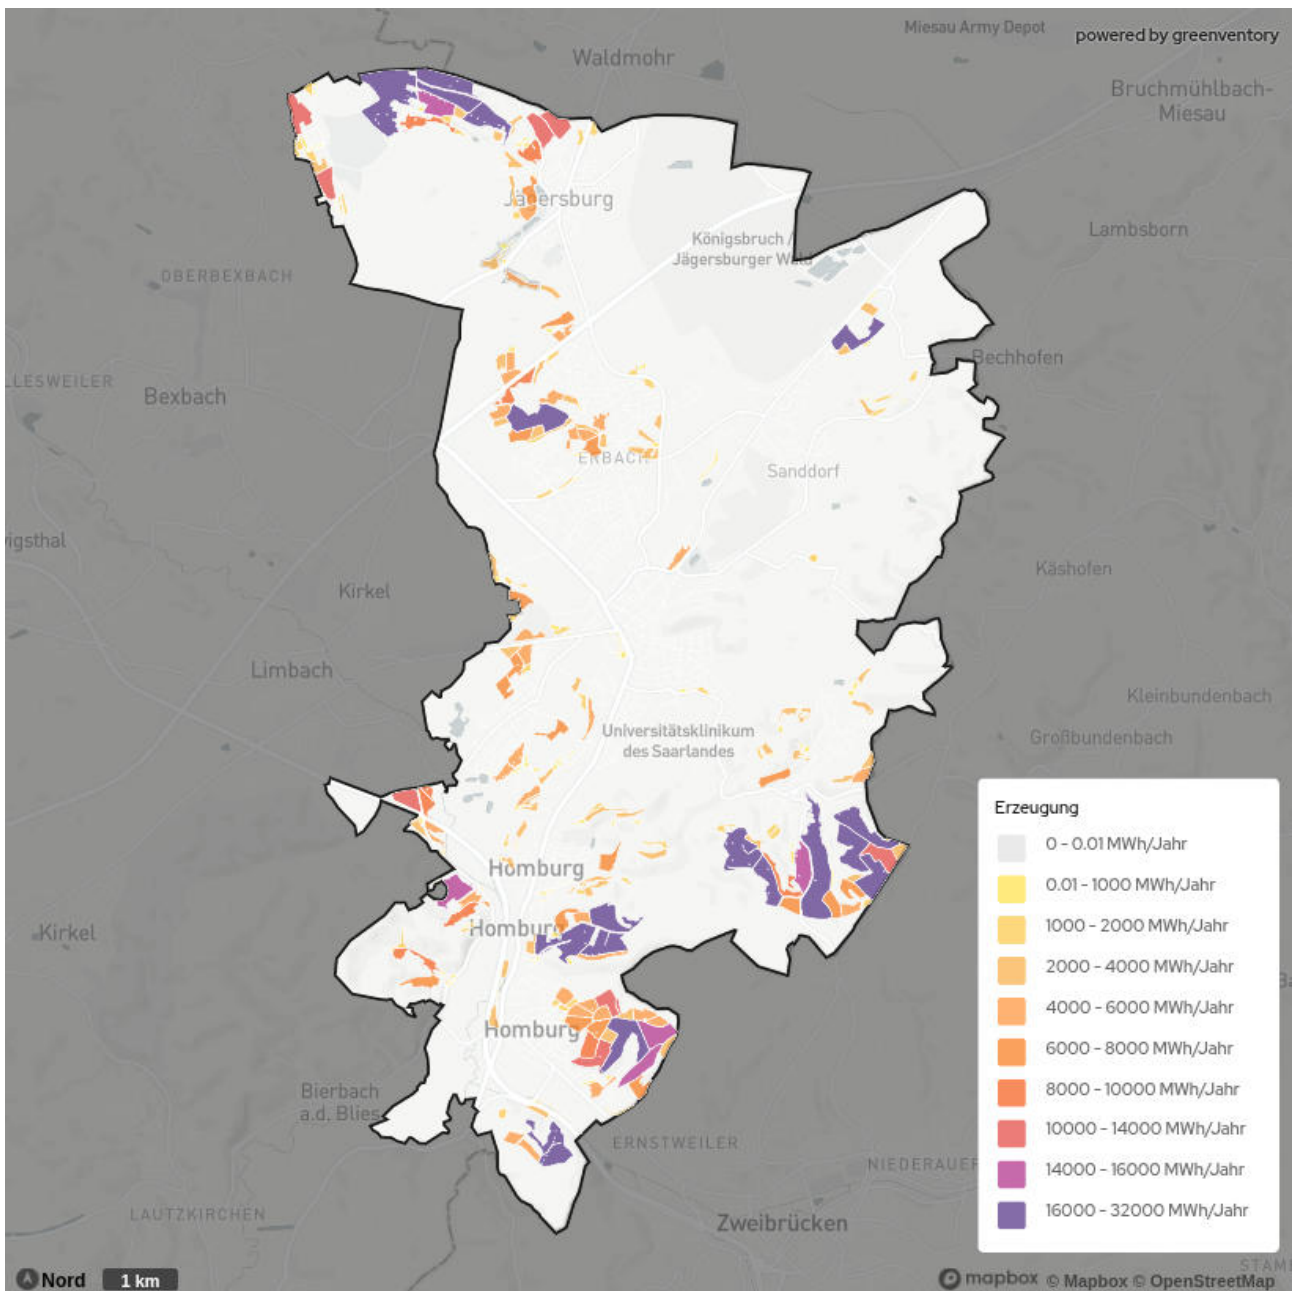 Miesau Army Depot
powered by greenventory
Waldmohr
Bruchmühlbach-
Miesau
Jägersburg
Lambsborn
Königsbruch /
Jägersburger Wald
OBERBEXBACH
Bechhofen
LLESWEILER
Bexbach
ERBACH
Sanddorf
vigsthal
Käshofen
Kirkel
Limbach
Kleinbundenbach
Universitätsklinikum
des Saarlandes
Großbundenbach
Erzeugung
0 - 0.01 MWh/Jahr
0.01 - 1000 MWh/Jahr
1000 - 2000 MWh/Jahr
2000 - 4000 MWh/Jahr
4000 - 6000 MWh/Jahr
6000 - 8000 MWh/Jahr
8000 - 10000 MWh/Jahr
10000 - 14000 MWh/Jahr
14000 - 16000 MWh/Jahr
16000 - 32000 MWh/Jahr
Homburg
Homburg
Kirkel
Homburg
Bierbach
a.d. Blies
ERNSTWEILER
NIEDERAUER
LAUTZKIRCHEN
Zweibrücken
STAM
Nord
1 km
mapbox © Mapbox © OpenStreetMap